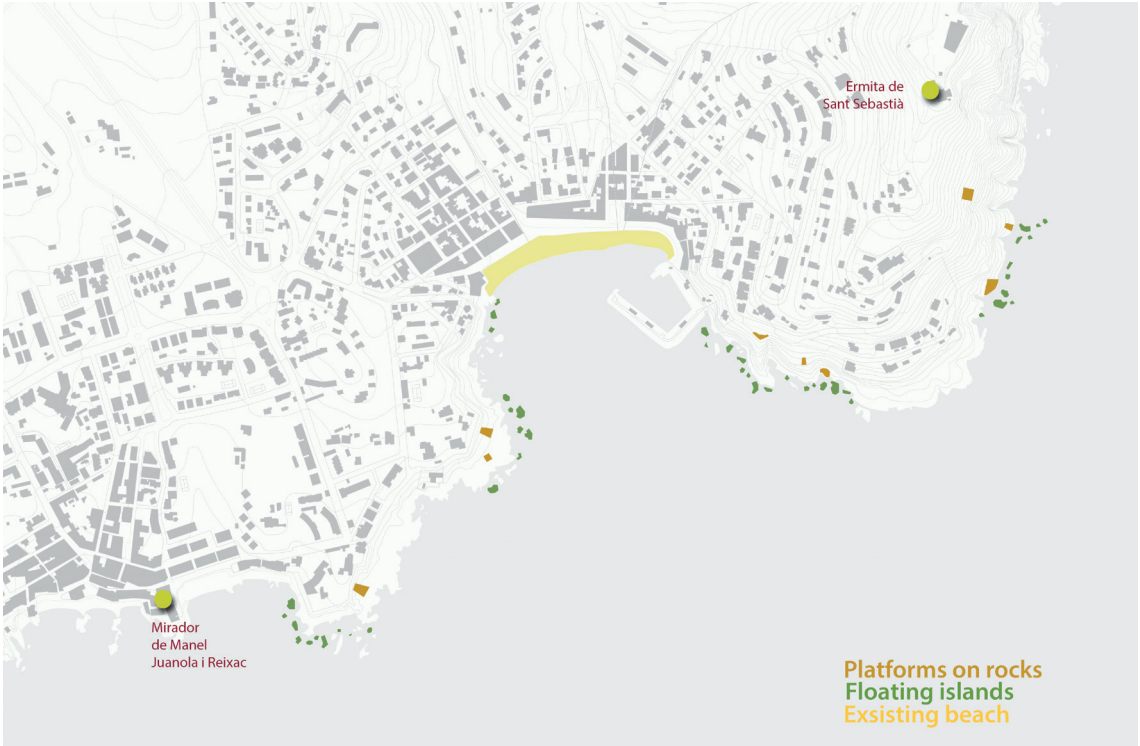 Ermita de
Sant Sebastià
Mirador
de Manel
Juanola i Reixac
Platforms on rocks
Floating islands
Exsisting beach